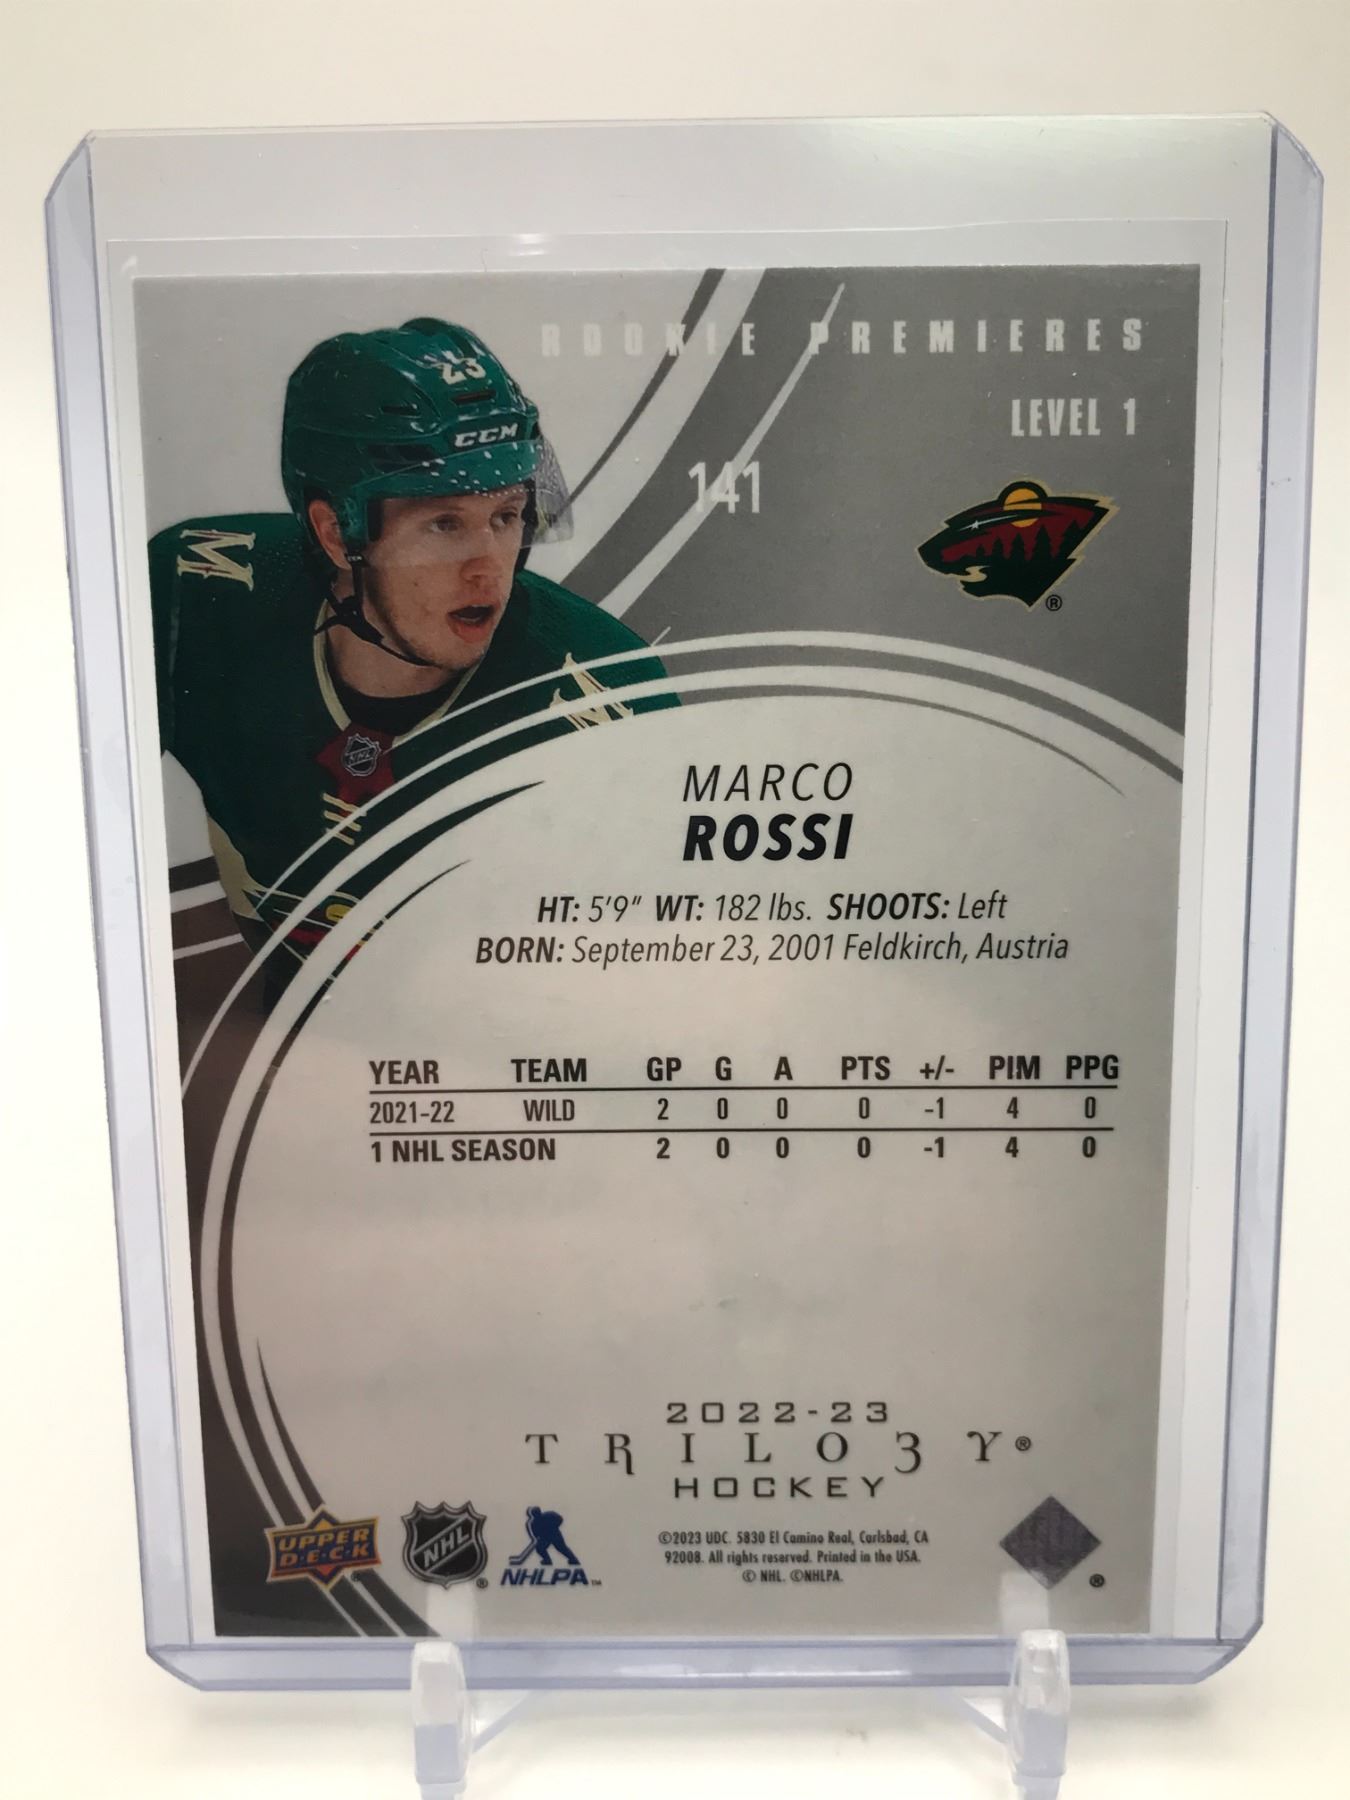 ROOKIE PREMIERES
LEVEL 1
141
23
CCM
M
NHL
®
MARCO
ROSSI
HT: 5'9" WT: 182 lbs. SHOOTS: Left
BORN: September 23, 2001 Feldkirch, Austria
YEAR TEAM GP G A PTS +/- PIM PPG
2021-22 WILD 2 0 0 0 -1 4 0
1 NHL SEASON 2 0 0 0 -1 4 0
2022-23
TRILO3Y®
HOCKEY
UPPER
D·E·C·K ®
NHL ®
NHLPA™
©2023 UDC. 5830 El Camino Real, Carlsbad, CA
92008. All rights reserved. Printed in the USA.
© NHL. ©NHLPA.
®